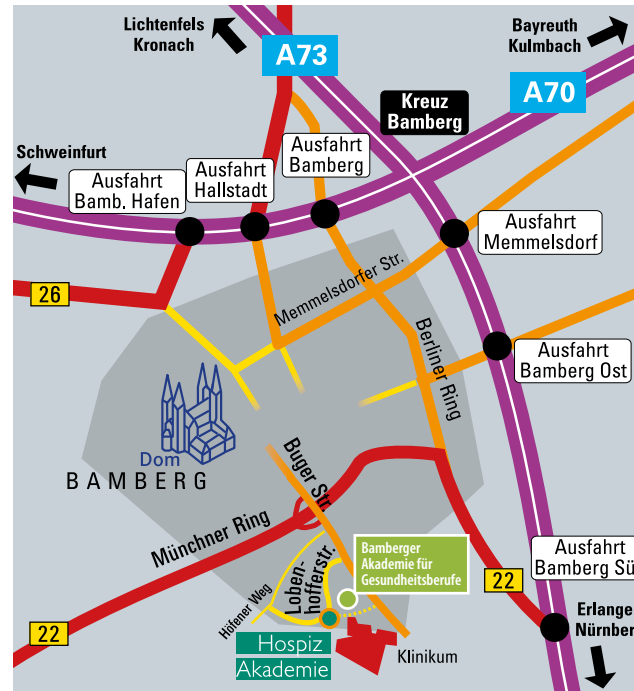 Lichtenfels
Kronach
A73
Bayreuth
Kulmbach
A70
Kreuz
Bamberg
Schweinfurt
Ausfahrt
Bamb. Hafen
Ausfahrt
Hallstadt
Ausfahrt
Bamberg
Ausfahrt
Memmelsdorf
26
Memmelsdorfer Str.
Berliner Ring
Ausfahrt
Bamberg Ost
Dom
BAMBERG
Buger Str.
Münchner Ring
Bamberger
Akademie für
Gesundheitsberufe
Ausfahrt
Bamberg Sü
22
Loben-
hofferstr.
Höfener Weg
22
Hospiz
Akademie
Klinikum
Erlange
Nürnber